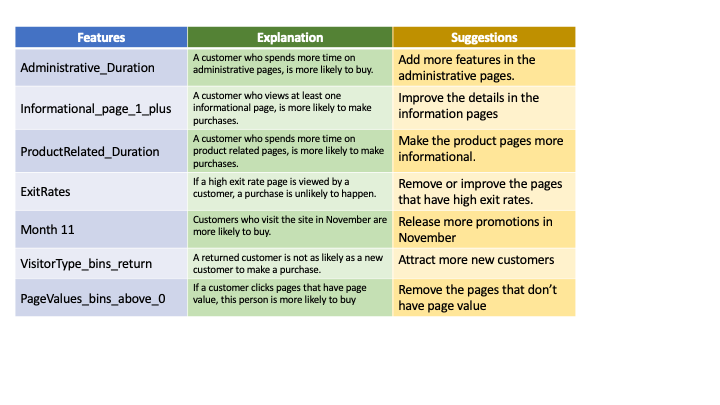 Features
Explanation
Suggestions
Administrative_Duration
A customer who spends more time on
administrative pages, is more likely to buy.
Add more features in the
administrative pages.
Informational_page_1_plus
A customer who views at least one
informational page, is more likely to make
purchases.
Improve the details in the
information pages
ProductRelated_Duration
A customer who spends more time on
product related pages, is more likely to make
purchases.
Make the product pages more
informational.
ExitRates
If a high exit rate page is viewed by a
customer, a purchase is unlikely to happen.
Remove or improve the pages
that have high exit rates.
Month 11
Customers who visit the site in November are
more likely to buy.
Release more promotions in
November
VisitorType_bins_return
A returned customer is not as likely as a new
customer to make a purchase.
Attract more new customers
PageValues_bins_above_0
If a customer clicks pages that have page
value, this person is more likely to buy
Remove the pages that don’t
have page value